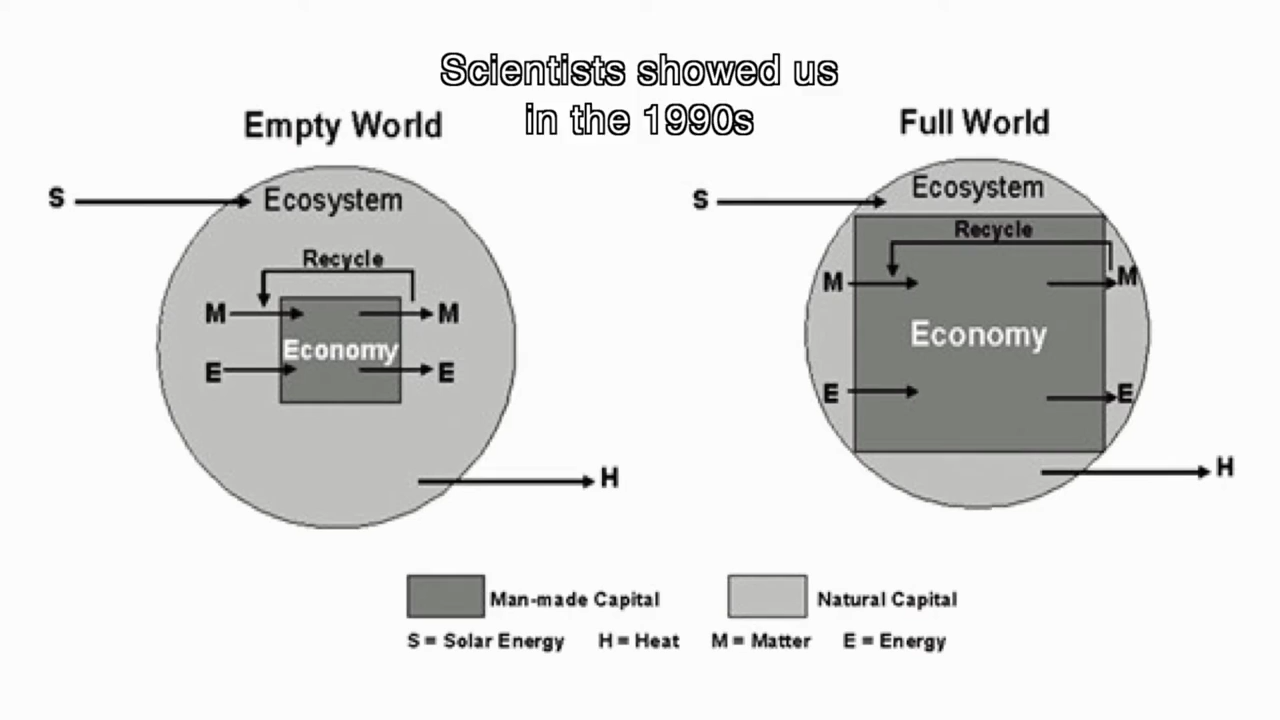 Scientists showed us
in the 1990s
Empty World
S
Ecosystem
Recycle
M
M
Economy
E
E
H
Full World
S
Ecosystem
Recycle
M
M
Economy
E
E
H
Man-made Capital
Natural Capital
S = Solar Energy H = Heat M = Matter E = Energy